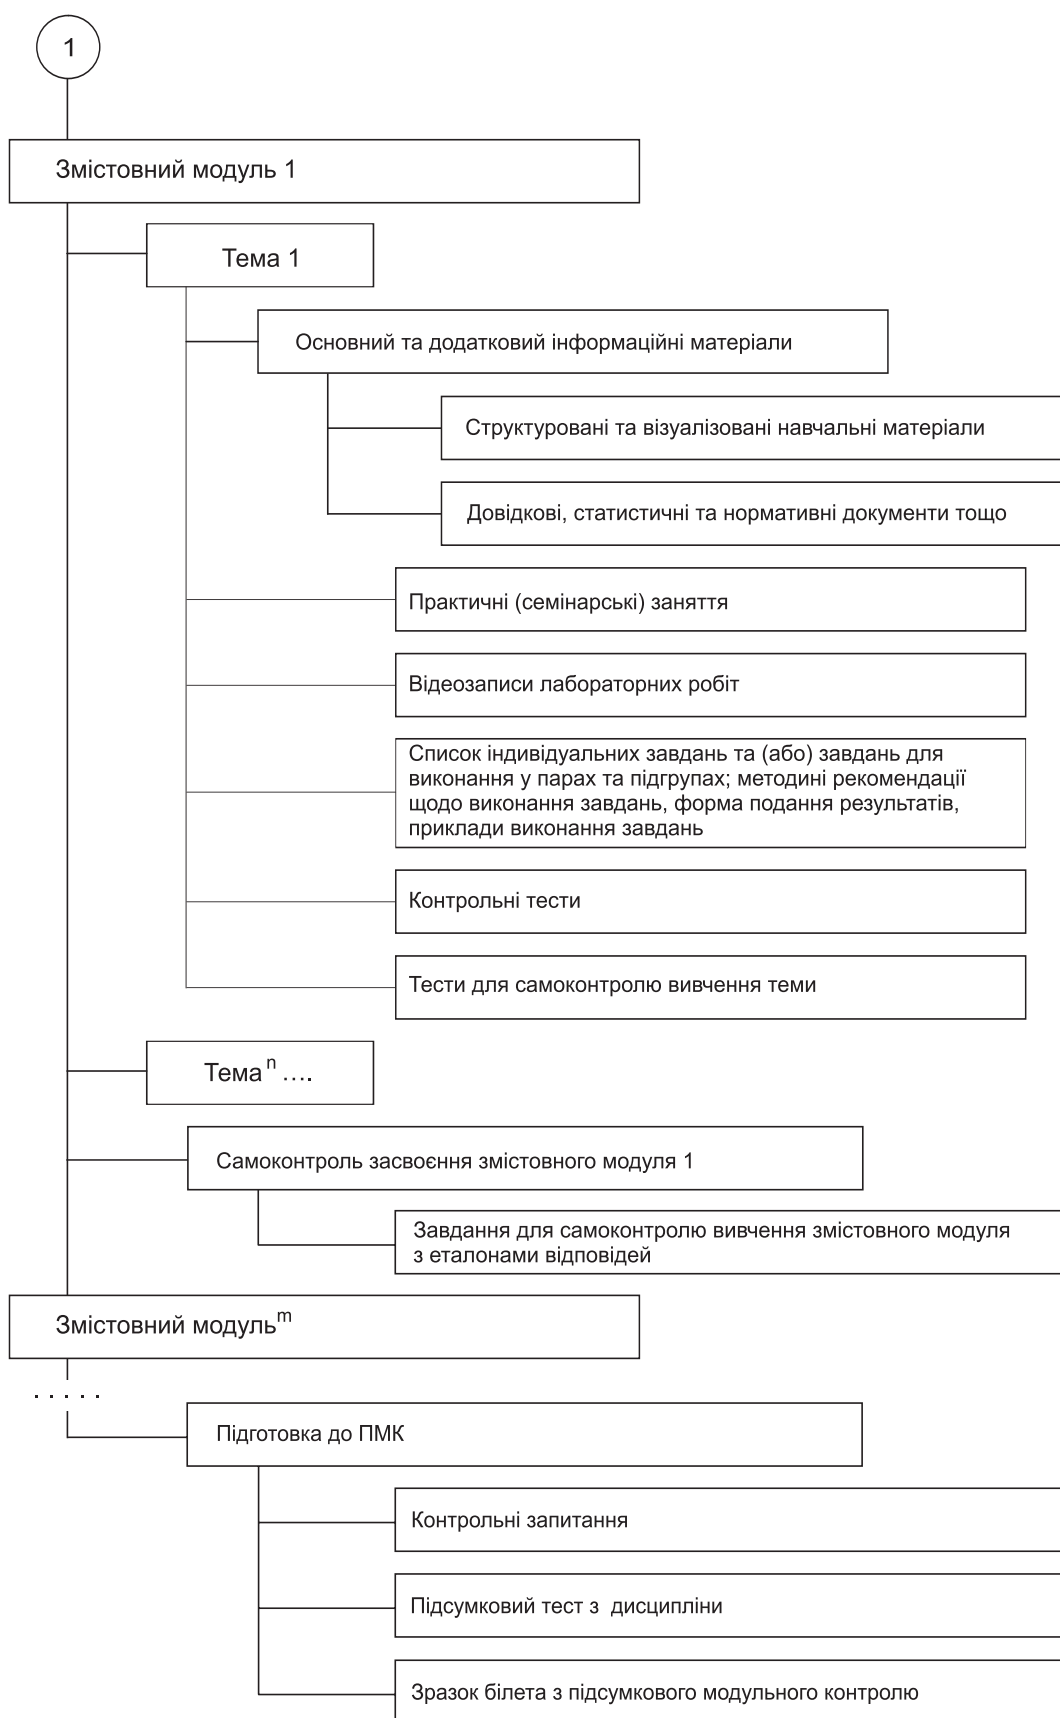 1
Змістовний модуль 1
Тема 1
Основний та додатковий інформаційні матеріали
Структуровані та візуалізовані навчальні матеріали
Довідкові, статистичні та нормативні документи тощо
Практичні (семінарські) заняття
Відеозаписи лабораторних робіт
Список індивідуальних завдань та (або) завдань для
виконання у парах та підгрупах; методині рекомендації
щодо виконання завдань, форма подання результатів,
приклади виконання завдань
Контрольні тести
Тести для самоконтролю вивчення теми
Темаⁿ ….
Самоконтроль засвоєння змістовного модуля 1
Завдання для самоконтролю вивчення змістовного модуля
з еталонами відповідей
Змістовний модульᵐ
. . . . .
Підготовка до ПМК
Контрольні запитання
Підсумковий тест з дисципліни
Зразок білета з підсумкового модульного контролю